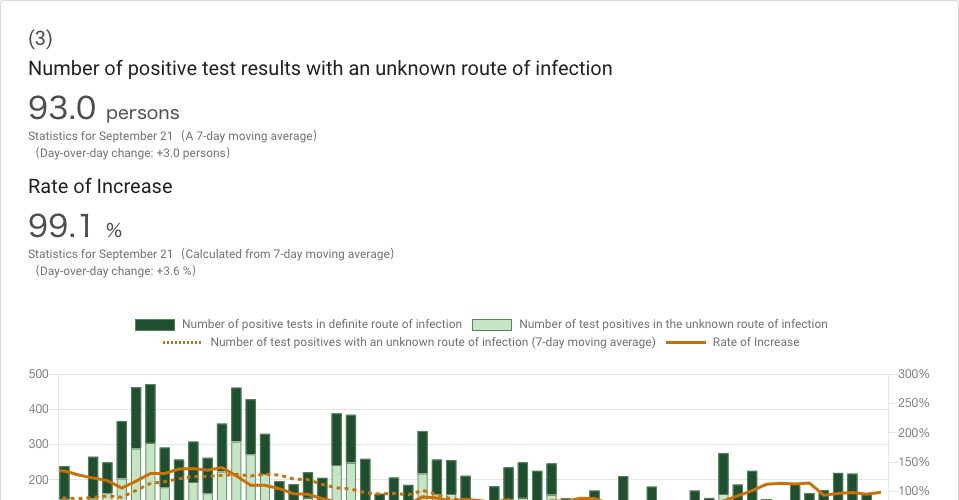 (3)
Number of positive test results with an unknown route of infection
93.0 persons
Statistics for September 21 （A 7-day moving average）
（Day-over-day change: +3.0 persons）
Rate of Increase
99.1 %
Statistics for September 21 （Calculated from 7-day moving average）
（Day-over-day change: +3.6 %）
Number of positive tests in definite route of infection Number of test positives in the unknown route of infection
Number of test positives with an unknown route of infection (7-day moving average) Rate of Increase
500 300%
250%
400
200%
300
150%
200
100%